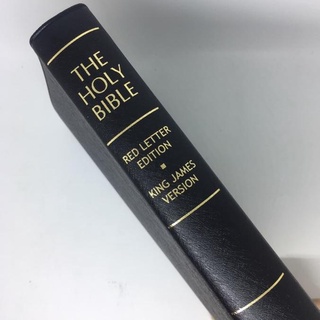 THE
HOLY
BIBLE
RED LETTER
EDITION
KING JAMES
VERSION